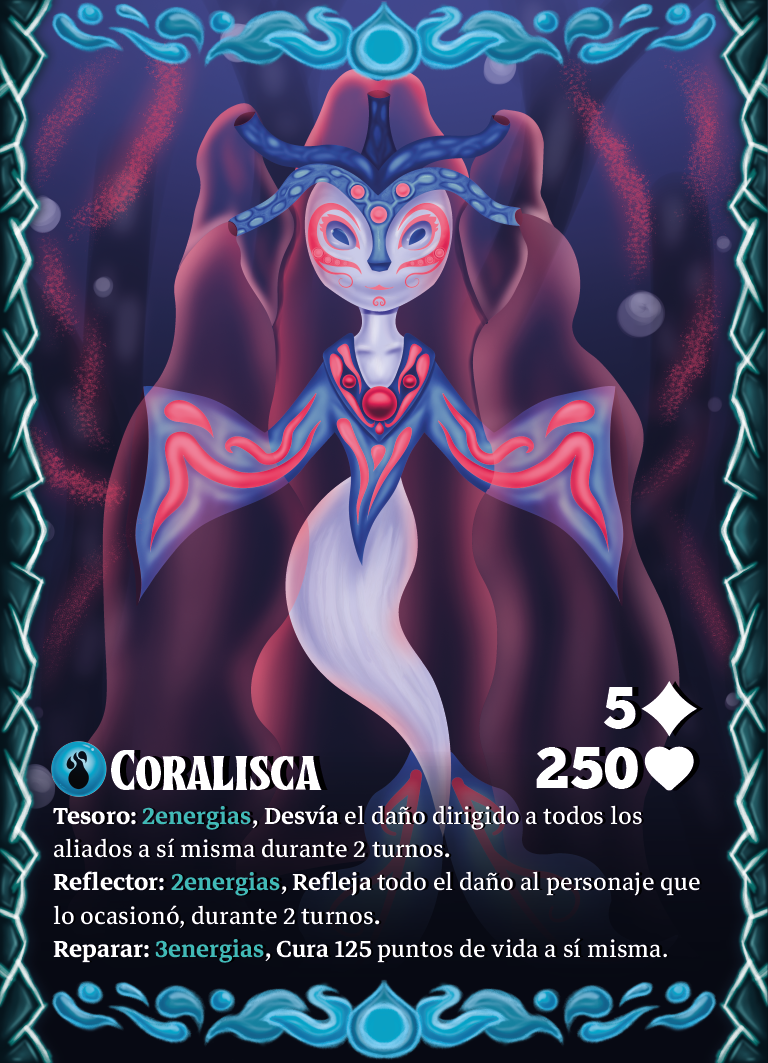 5
250
CORALISCA
Tesoro: 2energias, Desvía el daño dirigido a todos los
aliados a sí misma durante 2 turnos.
Reflector: 2energias, Refleja todo el daño al personaje que
lo ocasionó, durante 2 turnos.
Reparar: 3energias, Cura 125 puntos de vida a sí misma.